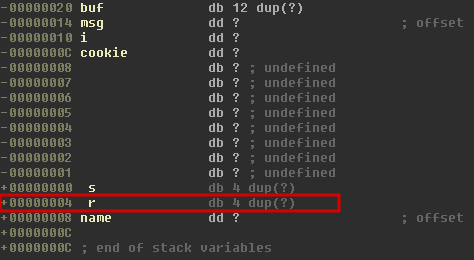 -00000020 buf db 12 dup(?)
-00000014 msg dd ? ; offset
-00000010 i dd ?
-0000000C cookie dd ?
-00000008 db ? ; undefined
-00000007 db ? ; undefined
-00000006 db ? ; undefined
-00000005 db ? ; undefined
-00000004 db ? ; undefined
-00000003 db ? ; undefined
-00000002 db ? ; undefined
-00000001 db ? ; undefined
+00000000 s db 4 dup(?)
+00000004 r db 4 dup(?)
+00000008 name dd ? ; offset
+0000000C
+0000000C ; end of stack variables